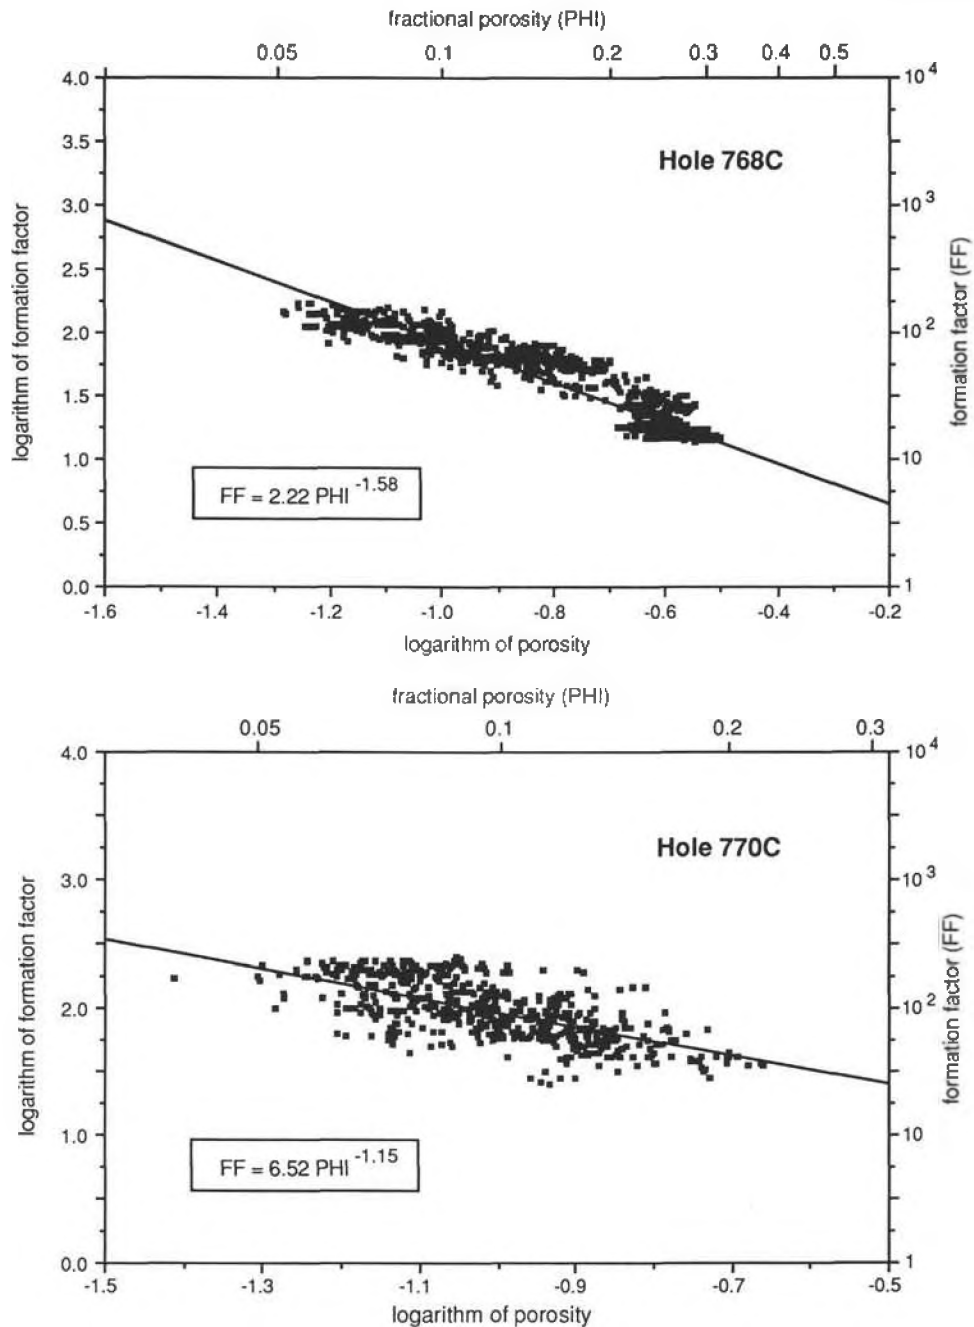 fractional porosity (PHI)
0.05 0.1 0.2 0.3 0.4 0.5
4.0 10^4
3.5
Hole 768C
3.0 10^3
2.5
2.0 10^2
1.5
1.0 10
0.5
0.0 1
logarithm of formation factor
formation factor (FF)
FF = 2.22 PHI^-1.58
-1.6 -1.4 -1.2 -1.0 -0.8 -0.6 -0.4 -0.2
logarithm of porosity
fractional porosity (PHI)
0.05 0.1 0.2 0.3
4.0 10^4
Hole 770C
3.0 10^3
2.0 10^2
1.0 10
0.0 1
logarithm of formation factor
formation factor (FF)
FF = 6.52 PHI^-1.15
-1.5 -1.3 -1.1 -0.9 -0.7 -0.5
logarithm of porosity